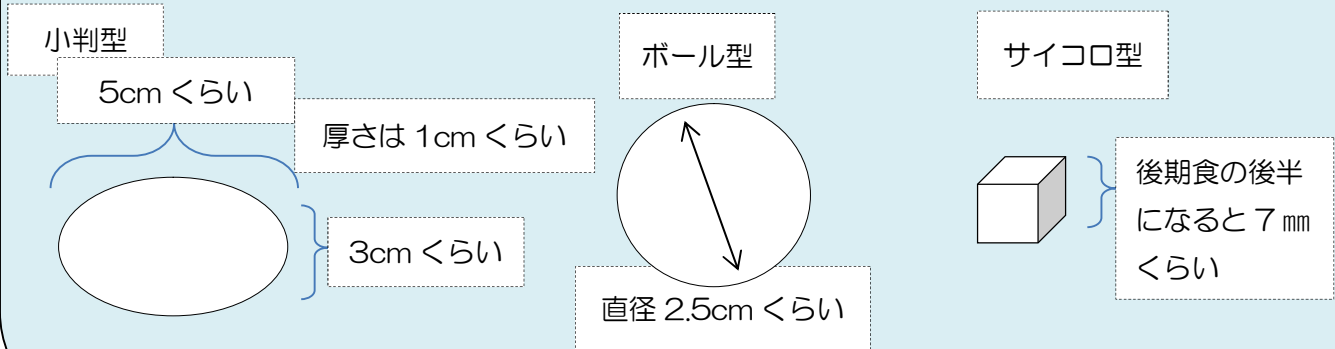 小判型
5cm くらい
厚さは 1cm くらい
3cm くらい
ボール型
直径 2.5cm くらい
サイコロ型
後期食の後半
になると 7 ㎜
くらい